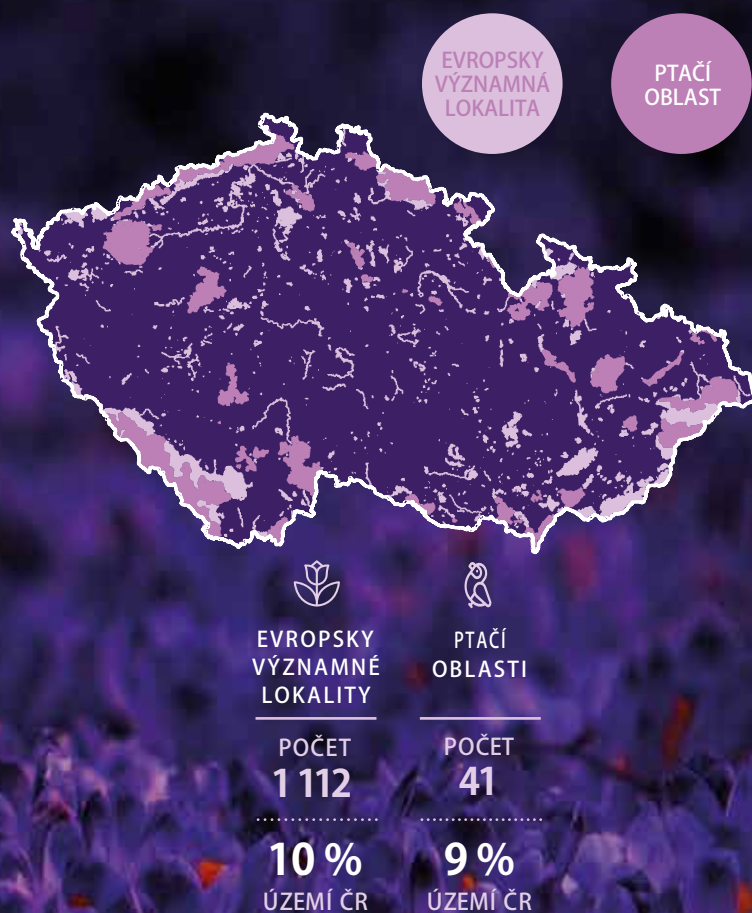 EVROPSKY
VÝZNAMNÁ
LOKALITA
PTAČÍ
OBLAST
EVROPSKY
VÝZNAMNÉ
LOKALITY
POČET
1 112
10 %
ÚZEMÍ ČR
PTAČÍ
OBLASTI
POČET
41
9 %
ÚZEMÍ ČR